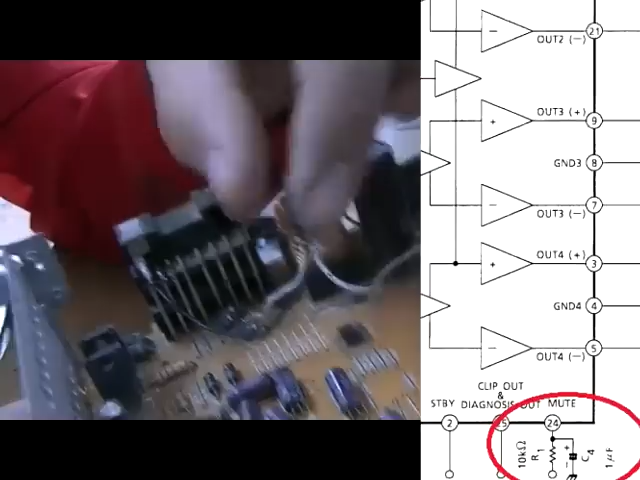 OUT2 (−)
21
OUT3 (+)
+
9
GND3
8
−
OUT3 (−)
7
OUT4 (+)
+
3
GND4
4
−
OUT4 (−)
5
CLIP OUT
&
STBY DIAGNOSIS OUT MUTE
2 25 24
10kΩ
R1
+
−
C4
1μF